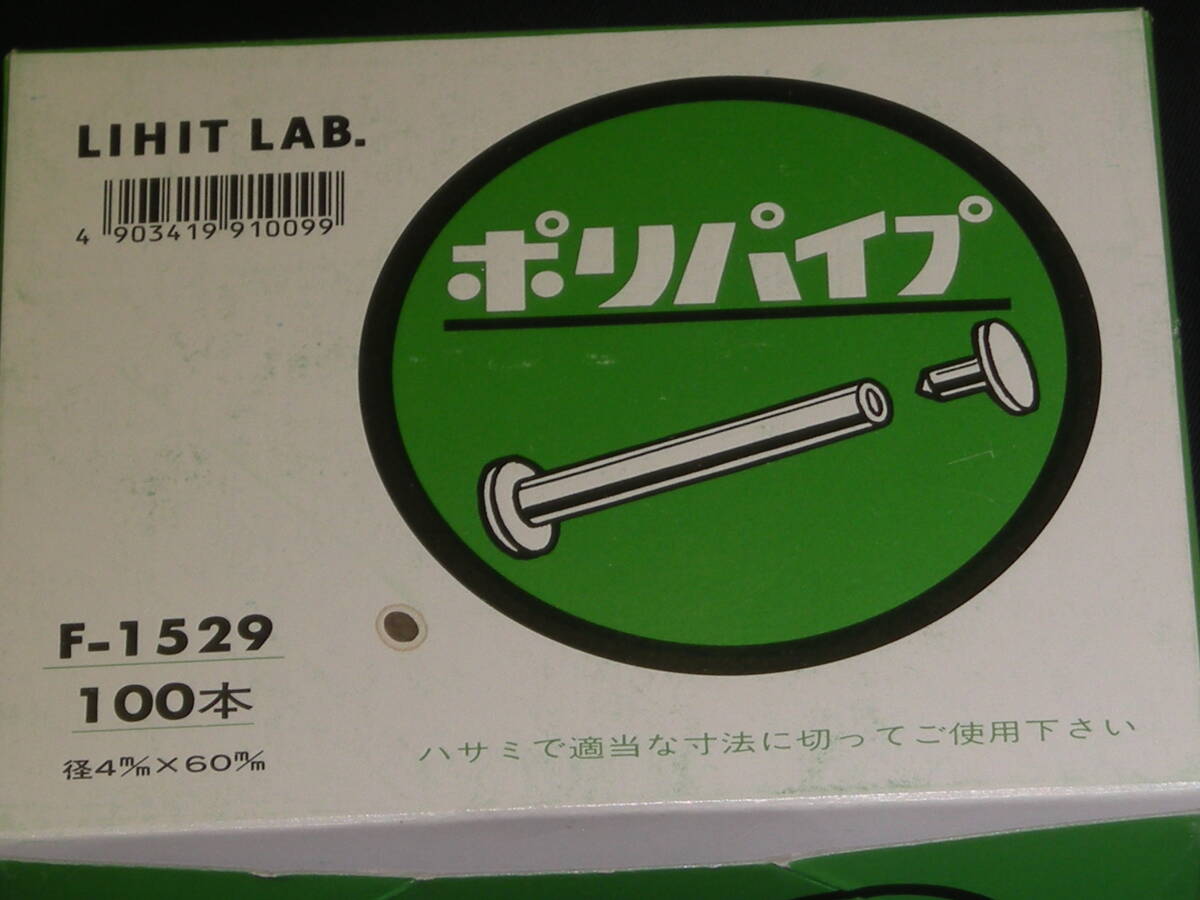 LIHIT LAB.
4 903419 910099
ポリパイプ
F-1529
100本
径4㎜×60㎜
ハサミで適当な寸法に切ってご使用下さい